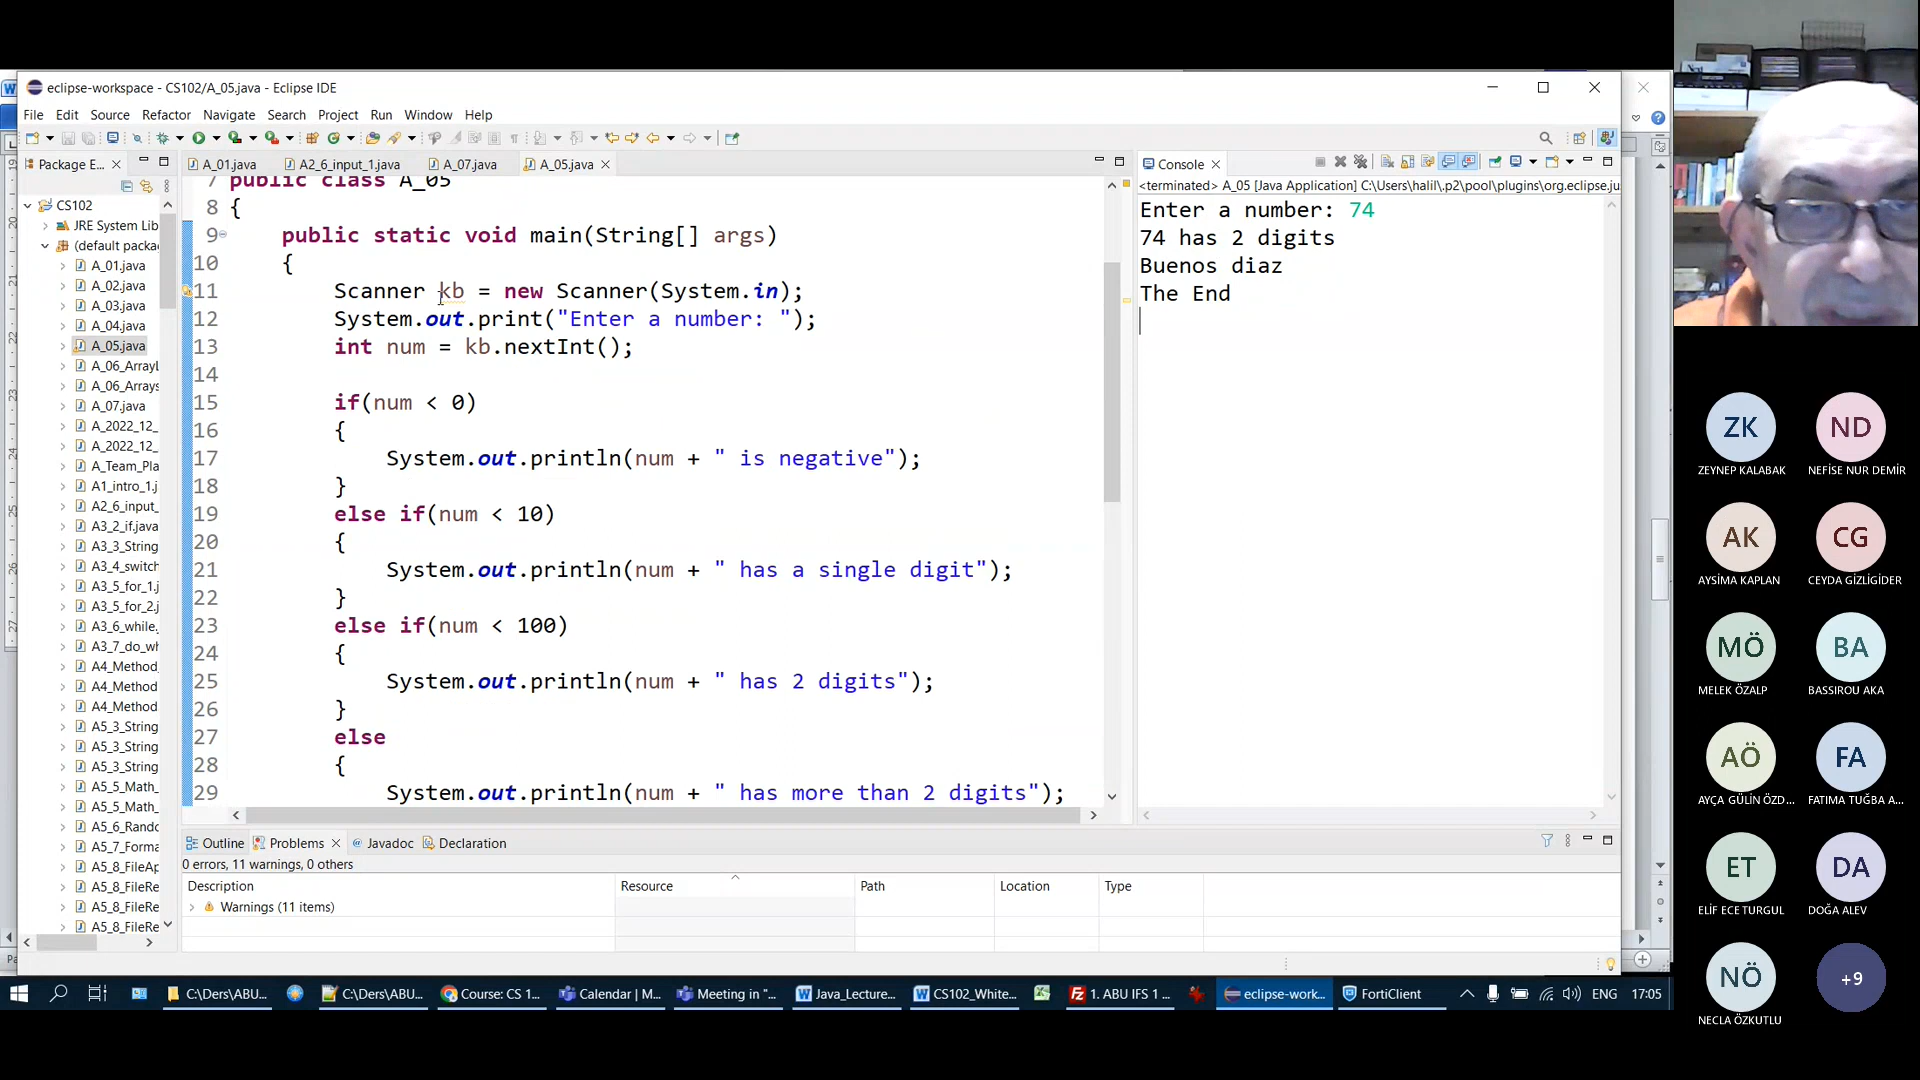 eclipse-workspace - CS102/A_05.java - Eclipse IDE
File Edit Source Refactor Navigate Search Project Run Window Help
Package E...
A_01.java A2_6_input_1.java A_07.java A_05.java
Console
<terminated> A_05 [Java Application] C:\Users\halil\.p2\pool\plugins\org.eclipse.ju
CS102
JRE System Lib
(default packa
A_01.java
A_02.java
A_03.java
A_04.java
A_05.java
A_06_ArrayL
A_06_Arrays
A_07.java
A_2022_12_
A_2022_12_
A_Team_Pla
A1_intro_1.j
A2_6_input_
A3_2_if.java
A3_3_String
A3_4_switch
A3_5_for_1.j
A3_5_for_2.j
A3_6_while.
A3_7_do_wh
A4_Method_
A4_Method
A4_Method
A5_3_String
A5_3_String
A5_3_String
A5_5_Math_
A5_5_Math_
A5_6_Rando
A5_7_Forma
A5_8_FileAp
A5_8_FileRe
A5_8_FileRe
A5_8_FileRe
7 public class A_05
8 {
9 public static void main(String[] args)
10 {
11 Scanner kb = new Scanner(System.in);
12 System.out.print("Enter a number: ");
13 int num = kb.nextInt();
14
15 if(num < 0)
16 {
17 System.out.println(num + " is negative");
18 }
19 else if(num < 10)
20 {
21 System.out.println(num + " has a single digit");
22 }
23 else if(num < 100)
24 {
25 System.out.println(num + " has 2 digits");
26 }
27 else
28 {
29 System.out.println(num + " has more than 2 digits");
Enter a number: 74
74 has 2 digits
Buenos diaz
The End
Outline Problems Javadoc Declaration
0 errors, 11 warnings, 0 others
Description Resource Path Location Type
Warnings (11 items)
C:\Ders\ABU... C:\Ders\ABU... Course: CS 1... Calendar | M... Meeting in "... Java_Lecture... CS102_White... 1. ABU IFS 1 ... eclipse-work... FortiClient ENG 17:05
ZK ND
ZEYNEP KALABAK NEFİSE NUR DEMİR
AK CG
AYSİMA KAPLAN CEYDA GİZLİGİDER
MÖ BA
MELEK ÖZALP BASSIROU AKA
AÖ FA
AYÇA GÜLİN ÖZD... FATIMA TUĞBA A...
ET DA
ELİF ECE TURGUL DOĞA ALEV
NÖ +9
NECLA ÖZKUTLU